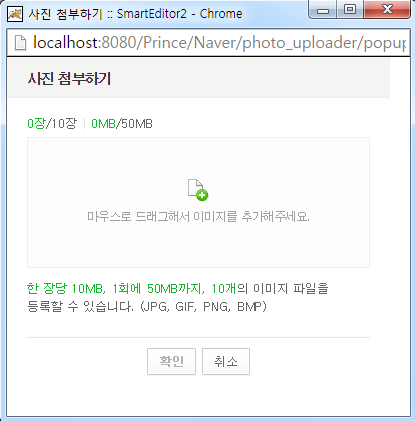 사진 첨부하기 :: SmartEditor2 - Chrome
localhost:8080/Prince/Naver/photo_uploader/popup
사진 첨부하기
0장/10장 | 0MB/50MB
마우스로 드래그해서 이미지를 추가해주세요.
한 장당 10MB, 1회에 50MB까지, 10개의 이미지 파일을
등록할 수 있습니다. (JPG, GIF, PNG, BMP)
확인 취소